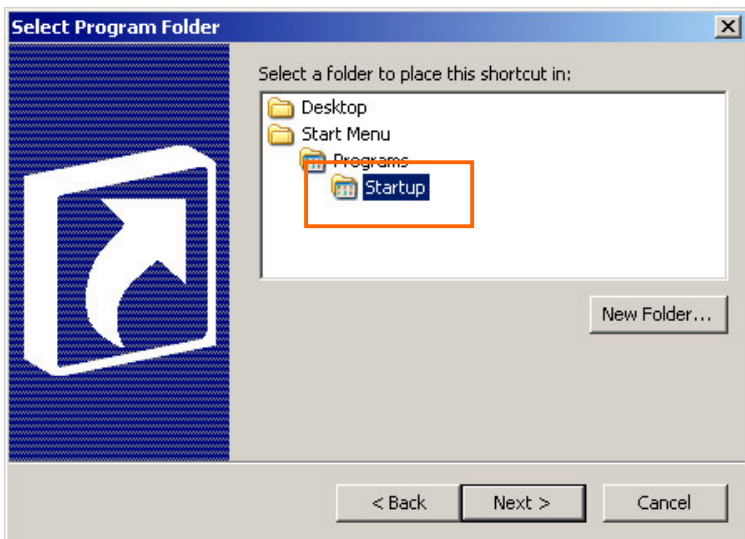 Select Program Folder
Select a folder to place this shortcut in:
Desktop
Start Menu
Programs
Startup
New Folder...
< Back Next > Cancel